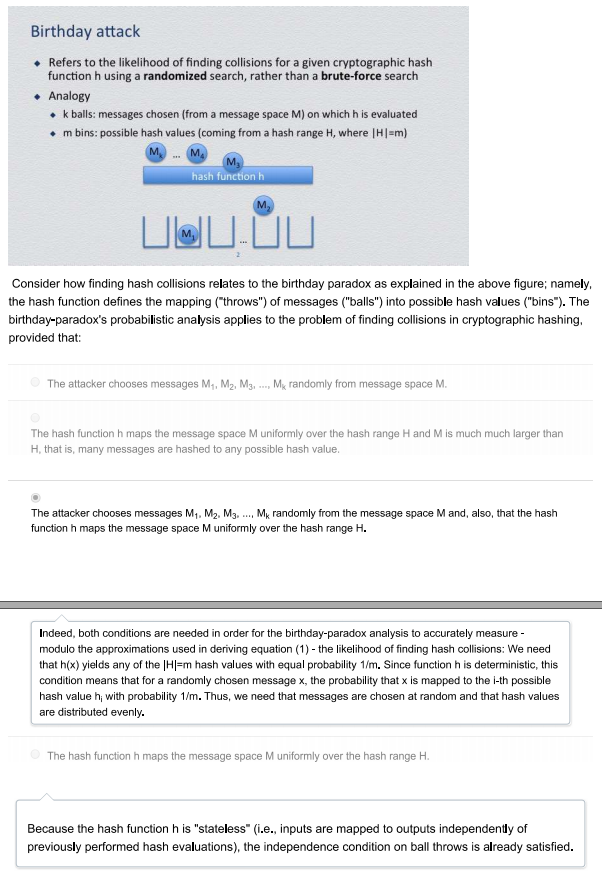 Birthday attack
Refers to the likelihood of finding collisions for a given cryptographic hash
function h using a randomized search, rather than a brute-force search
Analogy
k balls: messages chosen (from a message space M) on which h is evaluated
m bins: possible hash values (coming from a hash range H, where |H|=m)
Mk ... M4 M3
hash function h
M2
M1 ...
2
Consider how finding hash collisions relates to the birthday paradox as explained in the above figure; namely,
the hash function defines the mapping ("throws") of messages ("balls") into possible hash values ("bins"). The
birthday-paradox's probabilistic analysis applies to the problem of finding collisions in cryptographic hashing,
provided that:
The attacker chooses messages M1, M2, M3, ..., Mk randomly from message space M.
The hash function h maps the message space M uniformly over the hash range H and M is much much larger than
H, that is, many messages are hashed to any possible hash value.
The attacker chooses messages M1, M2, M3, ..., Mk randomly from the message space M and, also, that the hash
function h maps the message space M uniformly over the hash range H.
Indeed, both conditions are needed in order for the birthday-paradox analysis to accurately measure -
modulo the approximations used in deriving equation (1) - the likelihood of finding hash collisions: We need
that h(x) yields any of the |H|=m hash values with equal probability 1/m. Since function h is deterministic, this
condition means that for a randomly chosen message x, the probability that x is mapped to the i-th possible
hash value hi with probability 1/m. Thus, we need that messages are chosen at random and that hash values
are distributed evenly.
The hash function h maps the message space M uniformly over the hash range H.
Because the hash function h is "stateless" (i.e., inputs are mapped to outputs independently of
previously performed hash evaluations), the independence condition on ball throws is already satisfied.